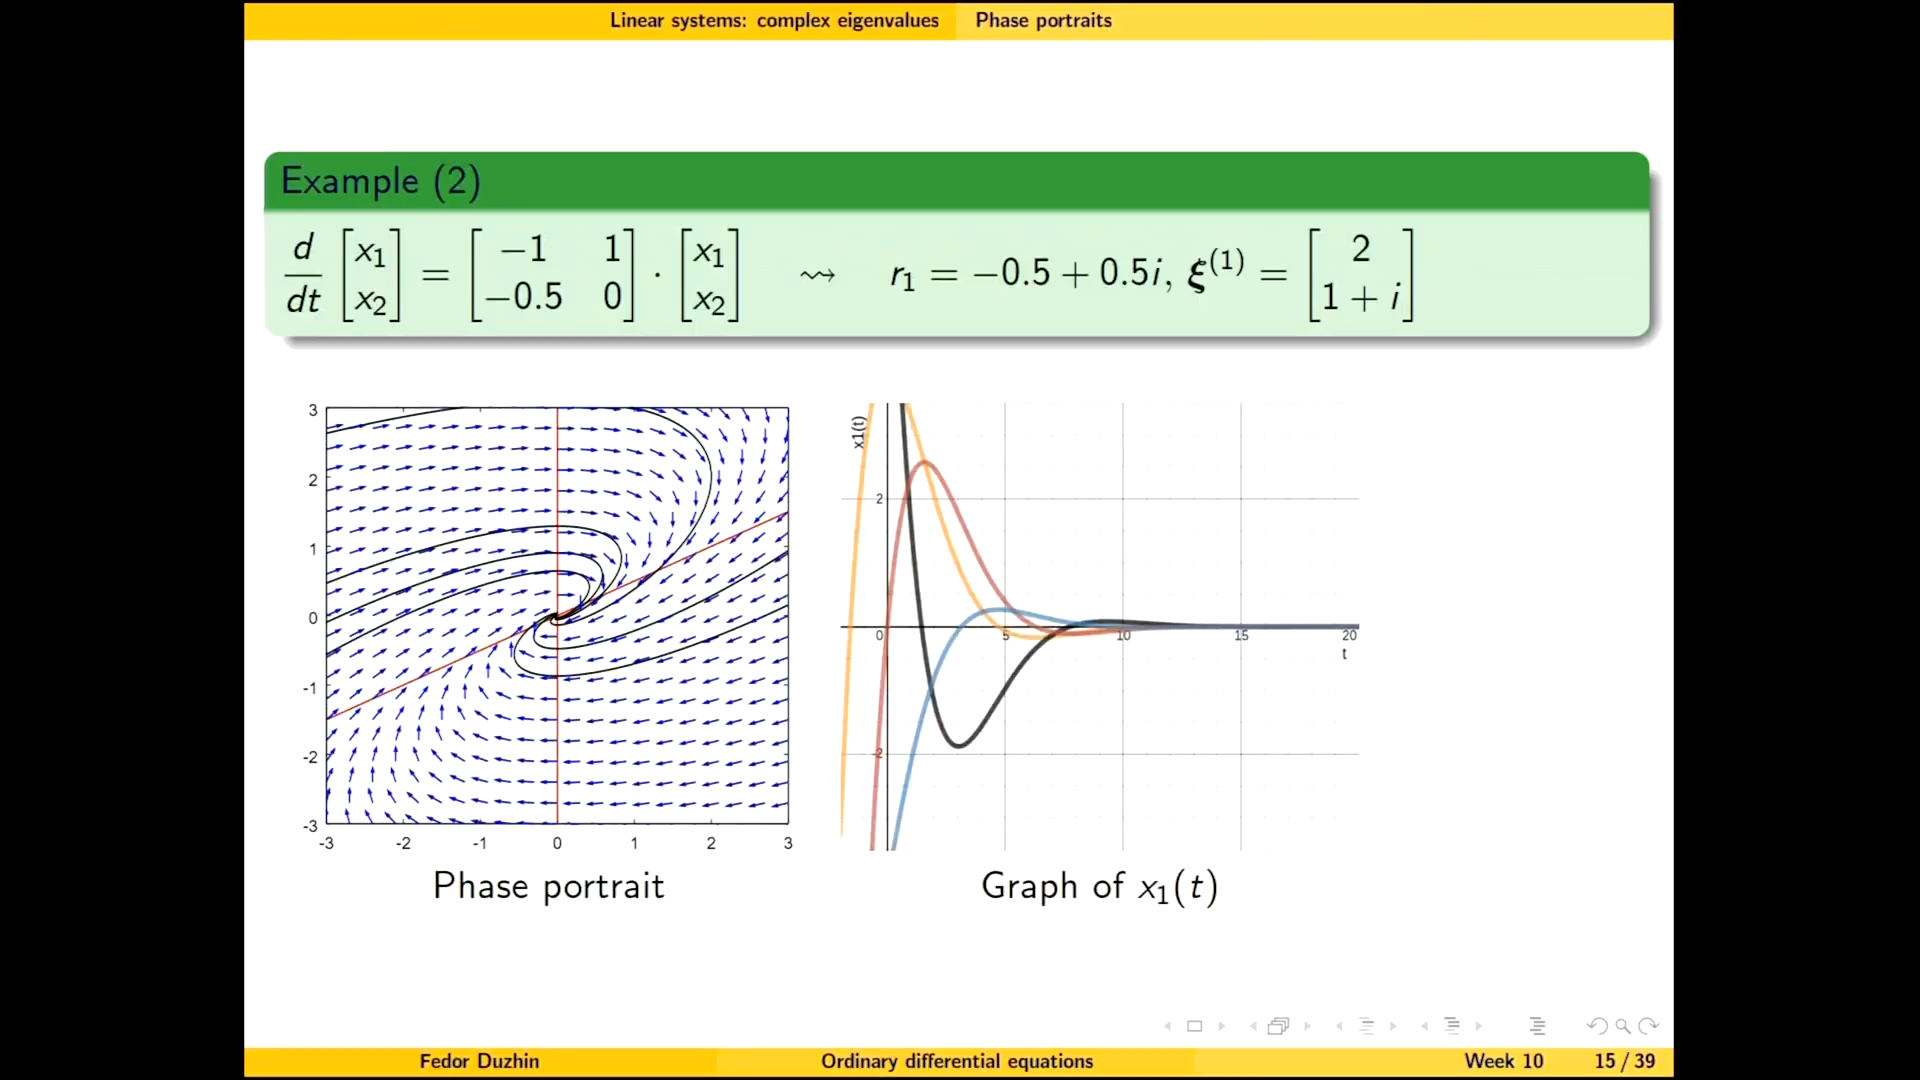 Linear systems: complex eigenvalues Phase portraits
Example (2)
d/dt [x₁ x₂] = [−1 1 −0.5 0] · [x₁ x₂] ⇝ r₁ = −0.5 + 0.5i, ξ⁽¹⁾ = [2 1 + i]
3
2
1
0
-1
-2
-3
-3 -2 -1 0 1 2 3
x1(t)
2
0 5 10 15 20
t
-2
Phase portrait
Graph of x₁(t)
Fedor Duzhin Ordinary differential equations Week 10 15 / 39